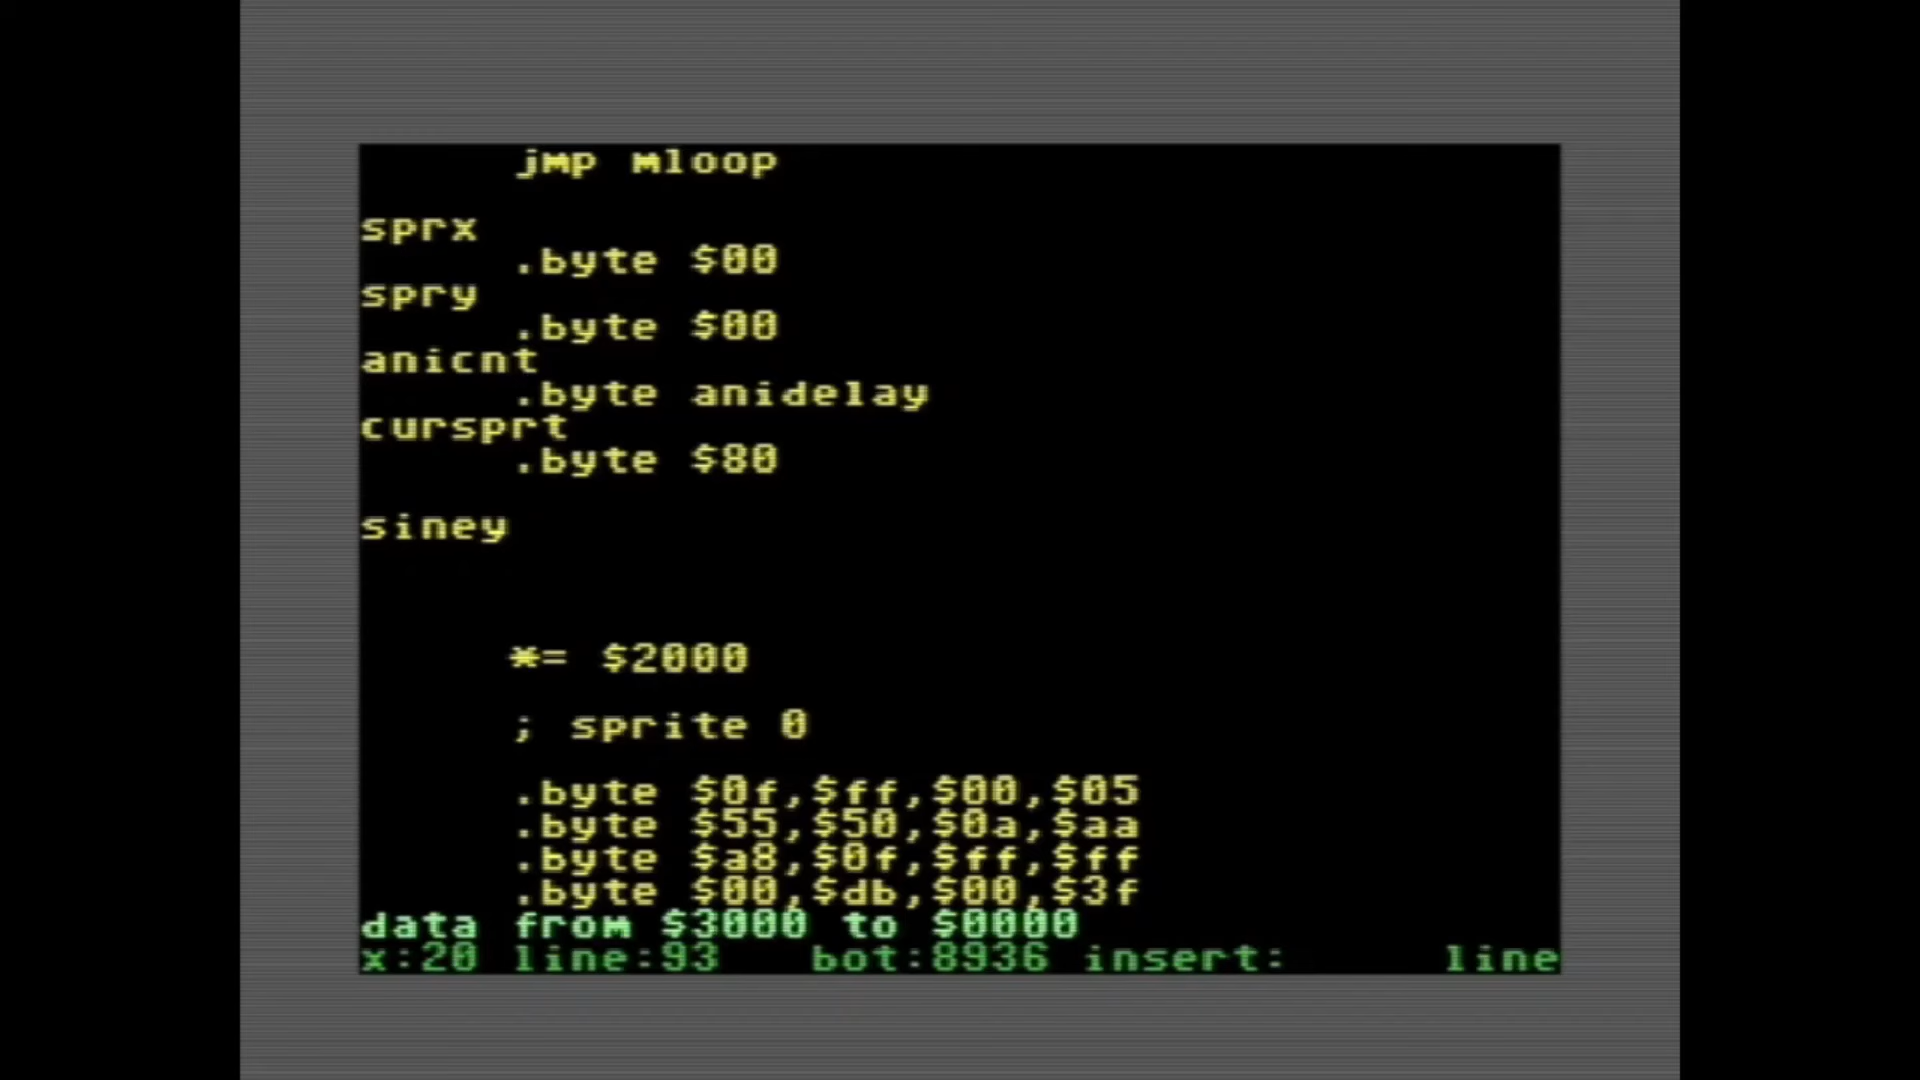 jmp mloop
sprx
.byte $00
spry
.byte $00
anicnt
.byte anidelay
cursprt
.byte $80
siney
*= $2000
; sprite 0
.byte $0f,$ff,$00,$05
.byte $55,$50,$0a,$aa
.byte $a8,$0f,$ff,$ff
.byte $00,$db,$00,$3f
data from $3000 to $0000
x:20 line:93 bot:8936 insert: line